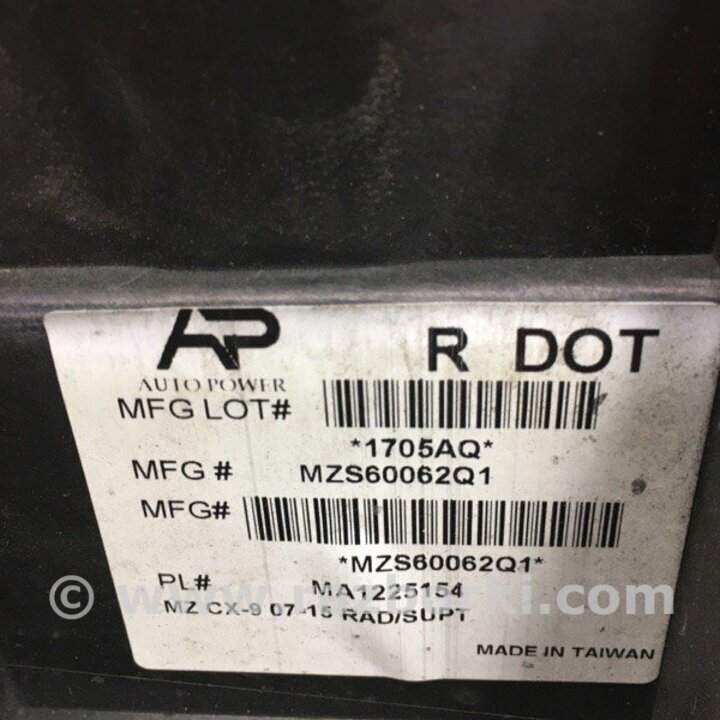 AP
R DOT
AUTO POWER
MFG LOT#
*1705AQ*
MFG # MZS60062Q1
MFG#
*MZS60062Q1*
PL# MA1225154
MZ CX-9 07-15 RAD/SUPT
MADE IN TAIWAN